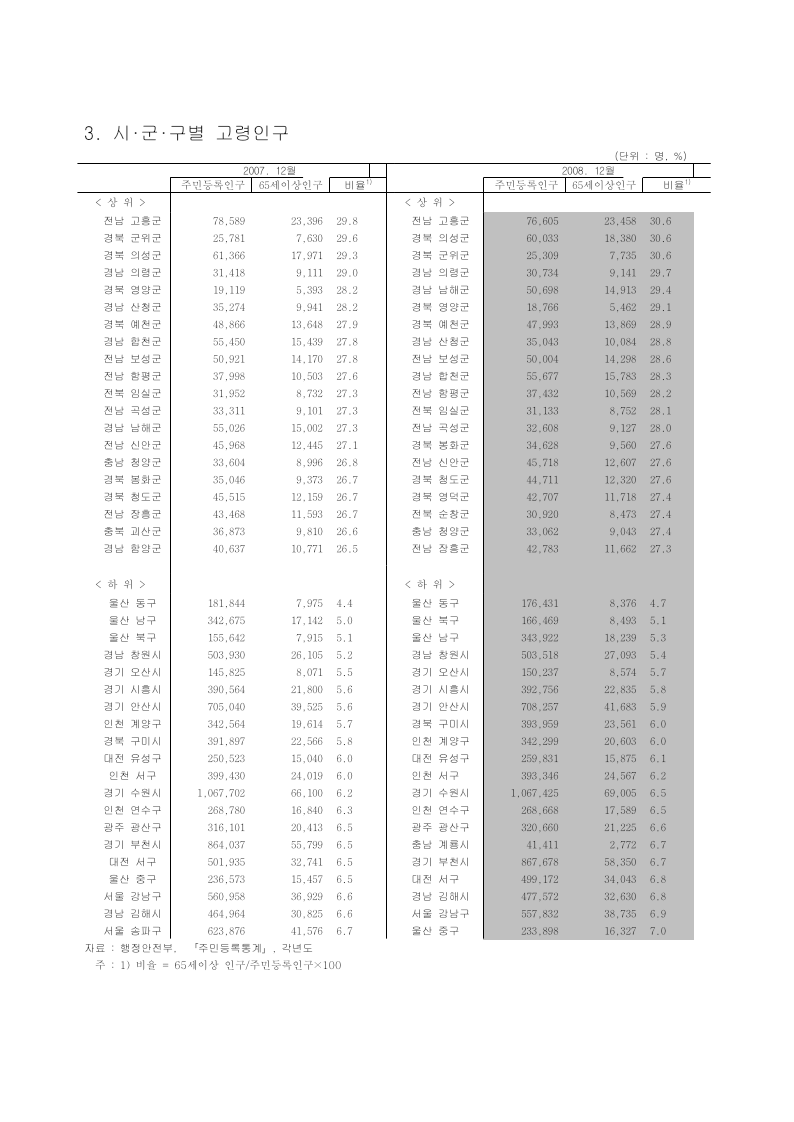 3. 시·군·구별 고령인구
(단위 : 명, %)
2007. 12월 2008. 12월
주민등록인구 65세이상인구 비율1) 주민등록인구 65세이상인구 비율1)
< 상 위 > < 상 위 >
전남 고흥군 78,589 23,396 29.8 전남 고흥군 76,605 23,458 30.6
경북 군위군 25,781 7,630 29.6 경북 의성군 60,033 18,380 30.6
경북 의성군 61,366 17,971 29.3 경북 군위군 25,309 7,735 30.6
경남 의령군 31,418 9,111 29.0 경남 의령군 30,734 9,141 29.7
경북 영양군 19,119 5,393 28.2 경남 남해군 50,698 14,913 29.4
경남 산청군 35,274 9,941 28.2 경북 영양군 18,766 5,462 29.1
경북 예천군 48,866 13,648 27.9 경북 예천군 47,993 13,869 28.9
경남 합천군 55,450 15,439 27.8 경남 산청군 35,043 10,084 28.8
전남 보성군 50,921 14,170 27.8 전남 보성군 50,004 14,298 28.6
전남 함평군 37,998 10,503 27.6 경남 합천군 55,677 15,783 28.3
전북 임실군 31,952 8,732 27.3 전남 함평군 37,432 10,569 28.2
전남 곡성군 33,311 9,101 27.3 전북 임실군 31,133 8,752 28.1
경남 남해군 55,026 15,002 27.3 전남 곡성군 32,608 9,127 28.0
전남 신안군 45,968 12,445 27.1 경북 봉화군 34,628 9,560 27.6
충남 청양군 33,604 8,996 26.8 전남 신안군 45,718 12,607 27.6
경북 봉화군 35,046 9,373 26.7 경북 청도군 44,711 12,320 27.6
경북 청도군 45,515 12,159 26.7 경북 영덕군 42,707 11,718 27.4
전남 장흥군 43,468 11,593 26.7 전북 순창군 30,920 8,473 27.4
충북 괴산군 36,873 9,810 26.6 충남 청양군 33,062 9,043 27.4
경남 함양군 40,637 10,771 26.5 전남 장흥군 42,783 11,662 27.3
< 하 위 > < 하 위 >
울산 동구 181,844 7,975 4.4 울산 동구 176,431 8,376 4.7
울산 남구 342,675 17,142 5.0 울산 북구 166,469 8,493 5.1
울산 북구 155,642 7,915 5.1 울산 남구 343,922 18,239 5.3
경남 창원시 503,930 26,105 5.2 경남 창원시 503,518 27,093 5.4
경기 오산시 145,825 8,071 5.5 경기 오산시 150,237 8,574 5.7
경기 시흥시 390,564 21,800 5.6 경기 시흥시 392,756 22,835 5.8
경기 안산시 705,040 39,525 5.6 경기 안산시 708,257 41,683 5.9
인천 계양구 342,564 19,614 5.7 경북 구미시 393,959 23,561 6.0
경북 구미시 391,897 22,566 5.8 인천 계양구 342,299 20,603 6.0
대전 유성구 250,523 15,040 6.0 대전 유성구 259,831 15,875 6.1
인천 서구 399,430 24,019 6.0 인천 서구 393,346 24,567 6.2
경기 수원시 1,067,702 66,100 6.2 경기 수원시 1,067,425 69,005 6.5
인천 연수구 268,780 16,840 6.3 인천 연수구 268,668 17,589 6.5
광주 광산구 316,101 20,413 6.5 광주 광산구 320,660 21,225 6.6
경기 부천시 864,037 55,799 6.5 충남 계룡시 41,411 2,772 6.7
대전 서구 501,935 32,741 6.5 경기 부천시 867,678 58,350 6.7
울산 중구 236,573 15,457 6.5 대전 서구 499,172 34,043 6.8
서울 강남구 560,958 36,929 6.6 경남 김해시 477,572 32,630 6.8
경남 김해시 464,964 30,825 6.6 서울 강남구 557,832 38,735 6.9
서울 송파구 623,876 41,576 6.7 울산 중구 233,898 16,327 7.0
자료 : 행정안전부, 「주민등록통계」, 각년도
주 : 1) 비율 = 65세이상 인구/주민등록인구×100